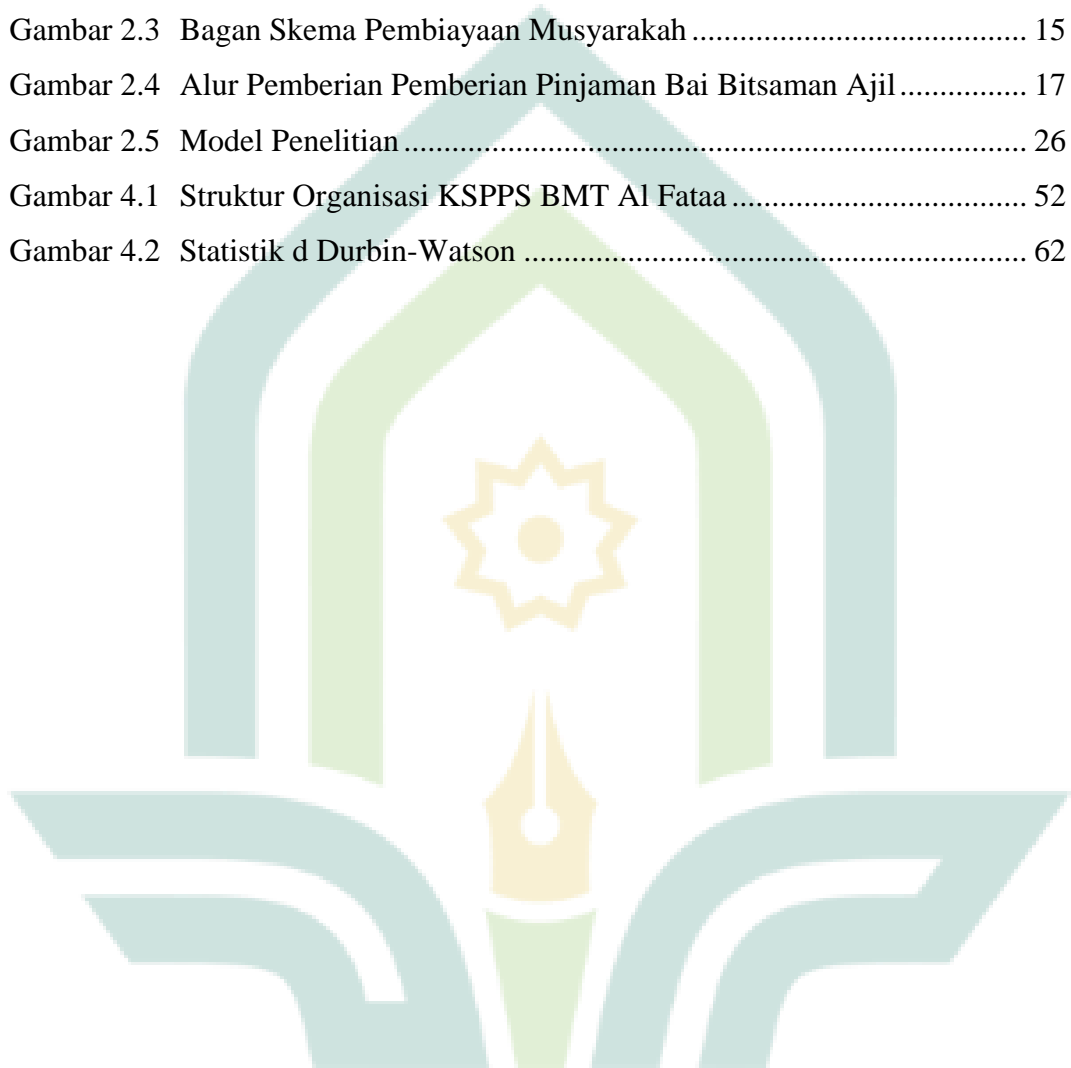 Gambar 2.3 Bagan Skema Pembiayaan Musyarakah ..................................... 15
Gambar 2.4 Alur Pemberian Pemberian Pinjaman Bai Bitsaman Ajil .............. 17
Gambar 2.5 Model Penelitian ...................................................................... 26
Gambar 4.1 Struktur Organisasi KSPPS BMT Al Fataa ................................ 52
Gambar 4.2 Statistik d Durbin-Watson ........................................................ 62